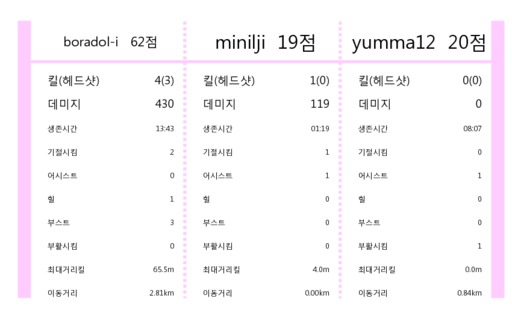 boradol-i 62점 minilji 19점 yumma12 20점
킬(헤드샷) 4(3) 킬(헤드샷) 1(0) 킬(헤드샷) 0(0)
데미지 430 데미지 119 데미지 0
생존시간 13:43 생존시간 01:19 생존시간 08:07
기절시킴 2 기절시킴 1 기절시킴 0
어시스트 0 어시스트 1 어시스트 1
힐 1 힐 0 힐 0
부스트 3 부스트 0 부스트 0
부활시킴 0 부활시킴 0 부활시킴 1
최대거리킬 65.5m 최대거리킬 4.0m 최대거리킬 0.0m
이동거리 2.81km 이동거리 0.00km 이동거리 0.84km